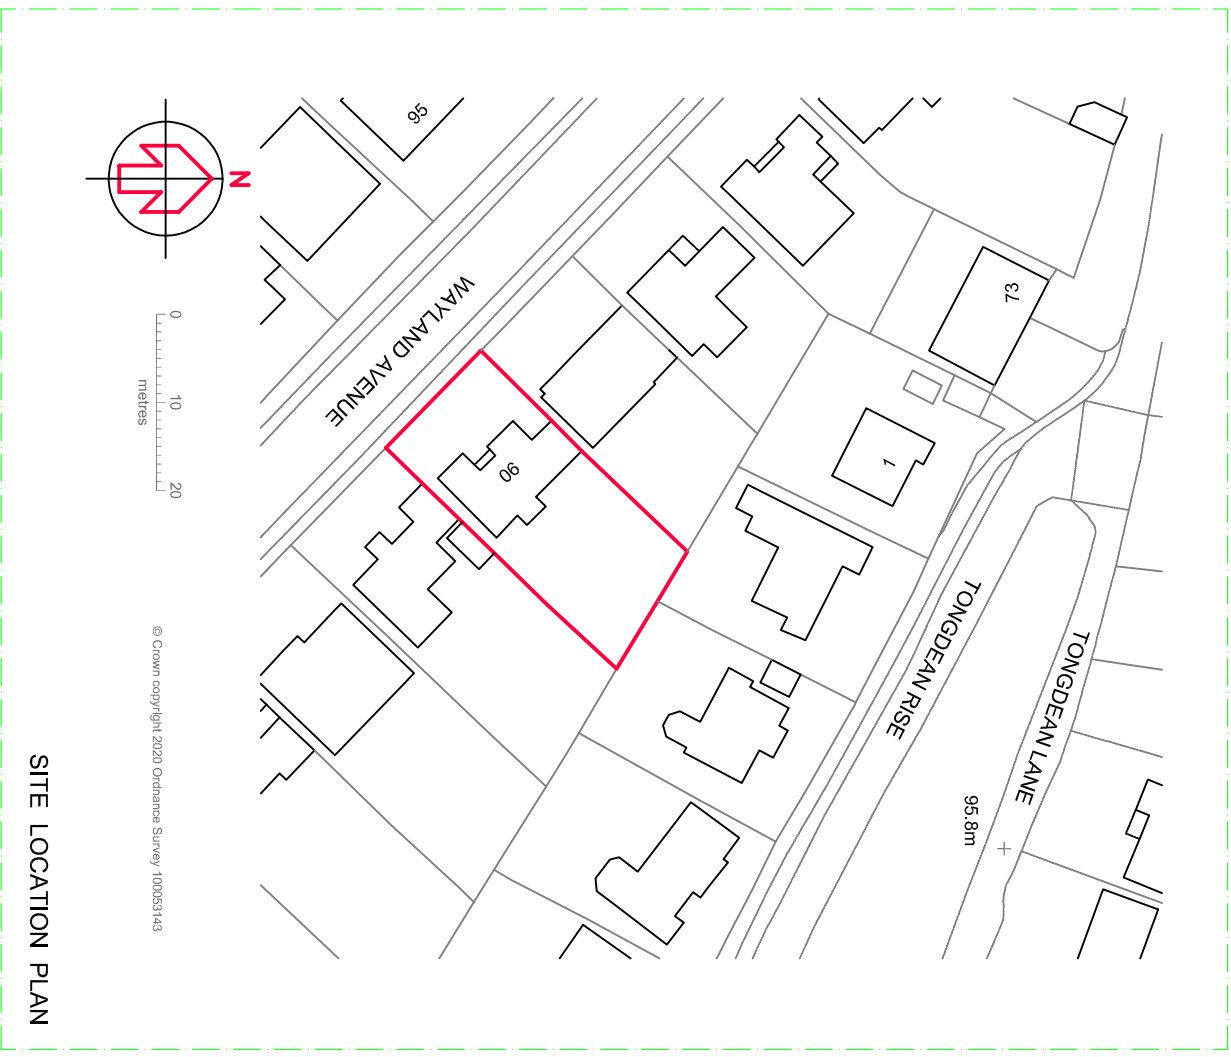 95
WAYLAND AVENUE
90
73
1
TONGDEAN RISE
TONGDEAN LANE
95.8m
N
0 10 20
metres
© Crown copyright 2020 Ordnance Survey 100053143
SITE LOCATION PLAN